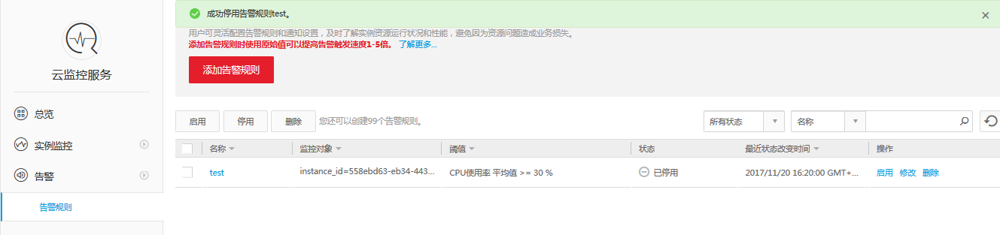 成功停用告警规则test。
用户可灵活配置告警规则和通知设置，及时了解实例资源运行状况和性能，避免因为资源问题造成业务损失。
添加告警规则时使用原始值可以提高告警触发速度1-5倍。 了解更多...
添加告警规则
云监控服务
总览
实例监控
告警
告警规则
启用 停用 删除 您还可以创建99个告警规则。 所有状态 名称
名称 监控对象 阈值 状态 最近状态改变时间 操作
test instance_id=558ebd63-eb34-443... CPU使用率 平均值 >= 30 % 已停用 2017/11/20 16:20:00 GMT+... 启用 修改 删除